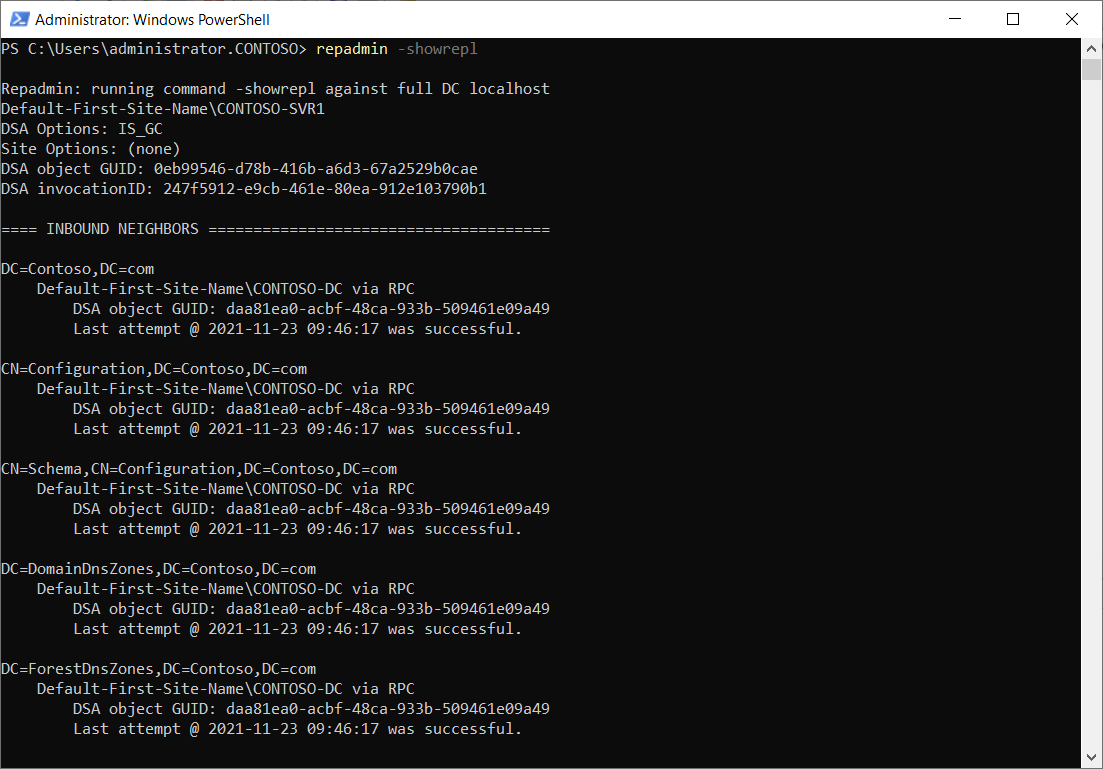 Administrator: Windows PowerShell
PS C:\Users\administrator.CONTOSO> repadmin -showrepl
Repadmin: running command -showrepl against full DC localhost
Default-First-Site-Name\CONTOSO-SVR1
DSA Options: IS_GC
Site Options: (none)
DSA object GUID: 0eb99546-d78b-416b-a6d3-67a2529b0cae
DSA invocationID: 247f5912-e9cb-461e-80ea-912e103790b1
==== INBOUND NEIGHBORS ======================================
DC=Contoso,DC=com
    Default-First-Site-Name\CONTOSO-DC via RPC
        DSA object GUID: daa81ea0-acbf-48ca-933b-509461e09a49
        Last attempt @ 2021-11-23 09:46:17 was successful.
CN=Configuration,DC=Contoso,DC=com
    Default-First-Site-Name\CONTOSO-DC via RPC
        DSA object GUID: daa81ea0-acbf-48ca-933b-509461e09a49
        Last attempt @ 2021-11-23 09:46:17 was successful.
CN=Schema,CN=Configuration,DC=Contoso,DC=com
    Default-First-Site-Name\CONTOSO-DC via RPC
        DSA object GUID: daa81ea0-acbf-48ca-933b-509461e09a49
        Last attempt @ 2021-11-23 09:46:17 was successful.
DC=DomainDnsZones,DC=Contoso,DC=com
    Default-First-Site-Name\CONTOSO-DC via RPC
        DSA object GUID: daa81ea0-acbf-48ca-933b-509461e09a49
        Last attempt @ 2021-11-23 09:46:17 was successful.
DC=ForestDnsZones,DC=Contoso,DC=com
    Default-First-Site-Name\CONTOSO-DC via RPC
        DSA object GUID: daa81ea0-acbf-48ca-933b-509461e09a49
        Last attempt @ 2021-11-23 09:46:17 was successful.